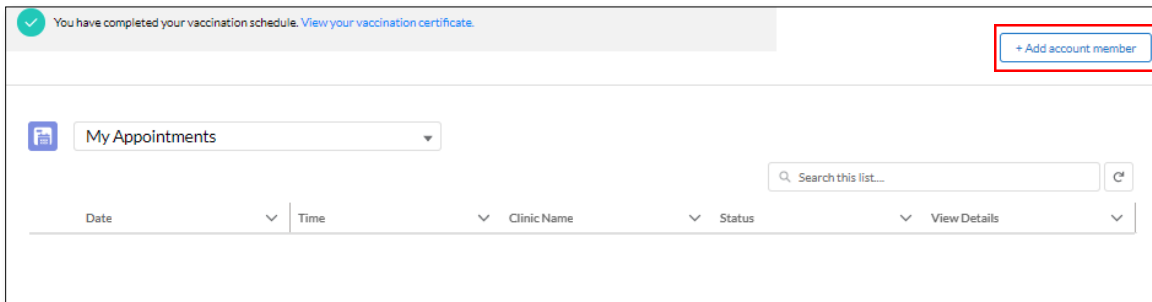 You have completed your vaccination schedule. View your vaccination certificate.
+ Add account member
My Appointments
Search this list....
Date Time Clinic Name Status View Details